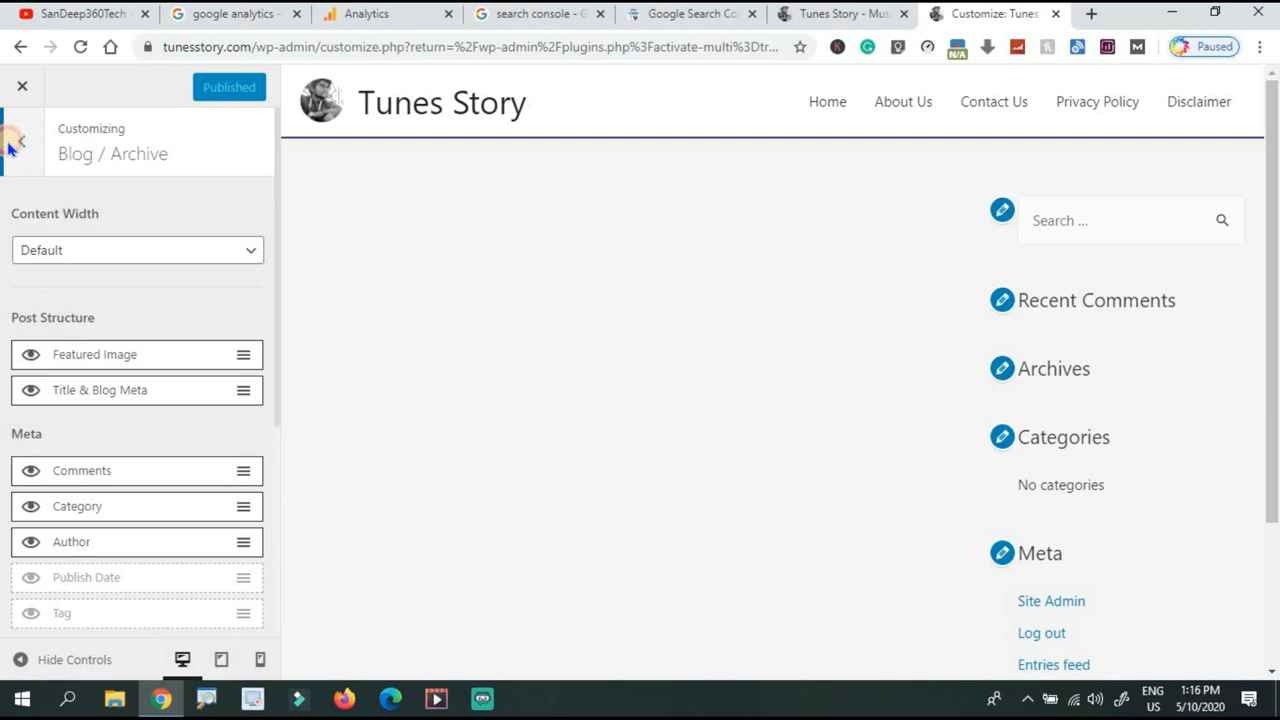 SanDeep360Tech -
google analytics -
Analytics
search console - G
Google Search Co
Tunes Story - Mus
Customize: Tunes
tunesstory.com/wp-admin/customize.php?return=%2Fwp-admin%2Fplugins.php%3Factivate-multi%3Dtr...
N/A
Paused
Published
Customizing
Blog / Archive
Content Width
Default
Post Structure
Featured Image
Title & Blog Meta
Meta
Comments
Category
Author
Publish Date
Tag
Hide Controls
Tunes Story
Home
About Us
Contact Us
Privacy Policy
Disclaimer
Search ...
Recent Comments
Archives
Categories
No categories
Meta
Site Admin
Log out
Entries feed
ENG
US
1:16 PM
5/10/2020